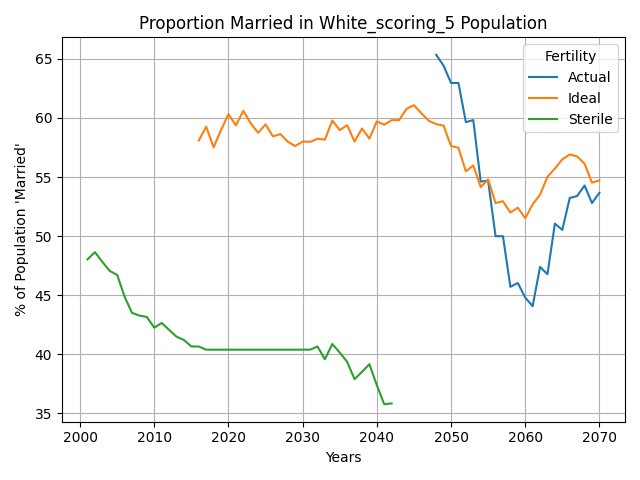 Proportion Married in White_scoring_5 Population
% of Population 'Married'
65
60
55
50
45
40
35
Fertility
Actual
Ideal
Sterile
2000 2010 2020 2030 2040 2050 2060 2070
Years